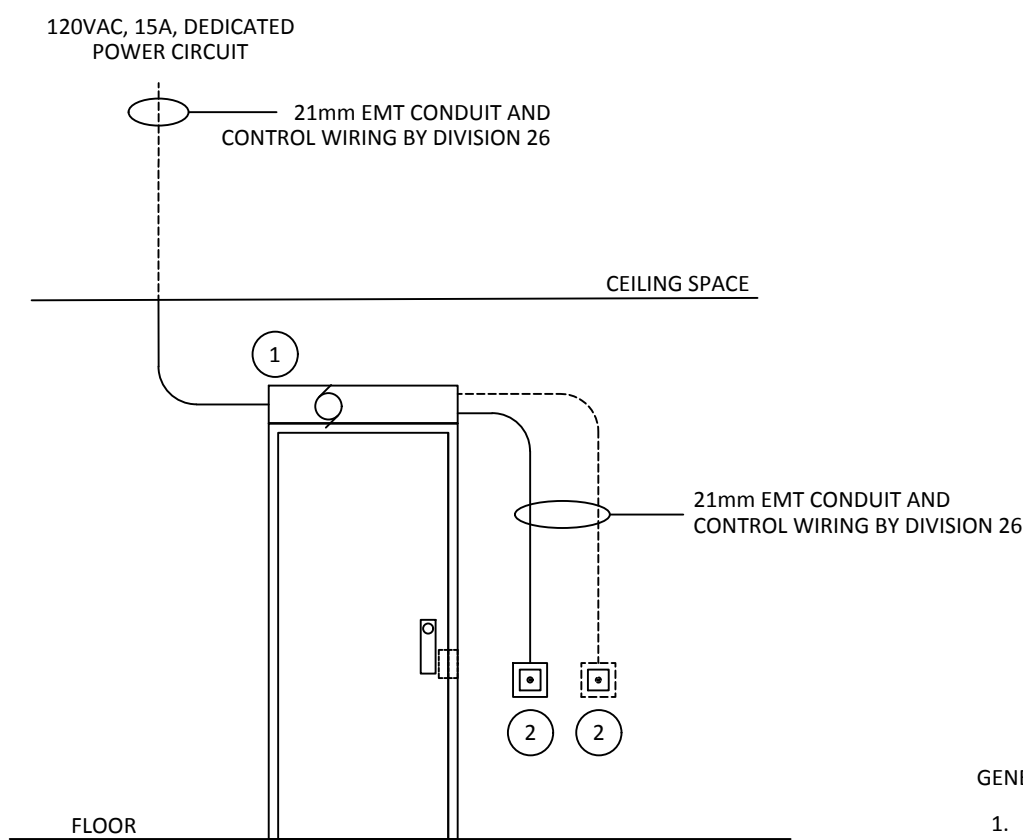 120VAC, 15A, DEDICATED
POWER CIRCUIT
21mm EMT CONDUIT AND
CONTROL WIRING BY DIVISION 26
CEILING SPACE
1
21mm EMT CONDUIT AND
CONTROL WIRING BY DIVISION 26
2 2
GENE
FLOOR
1.